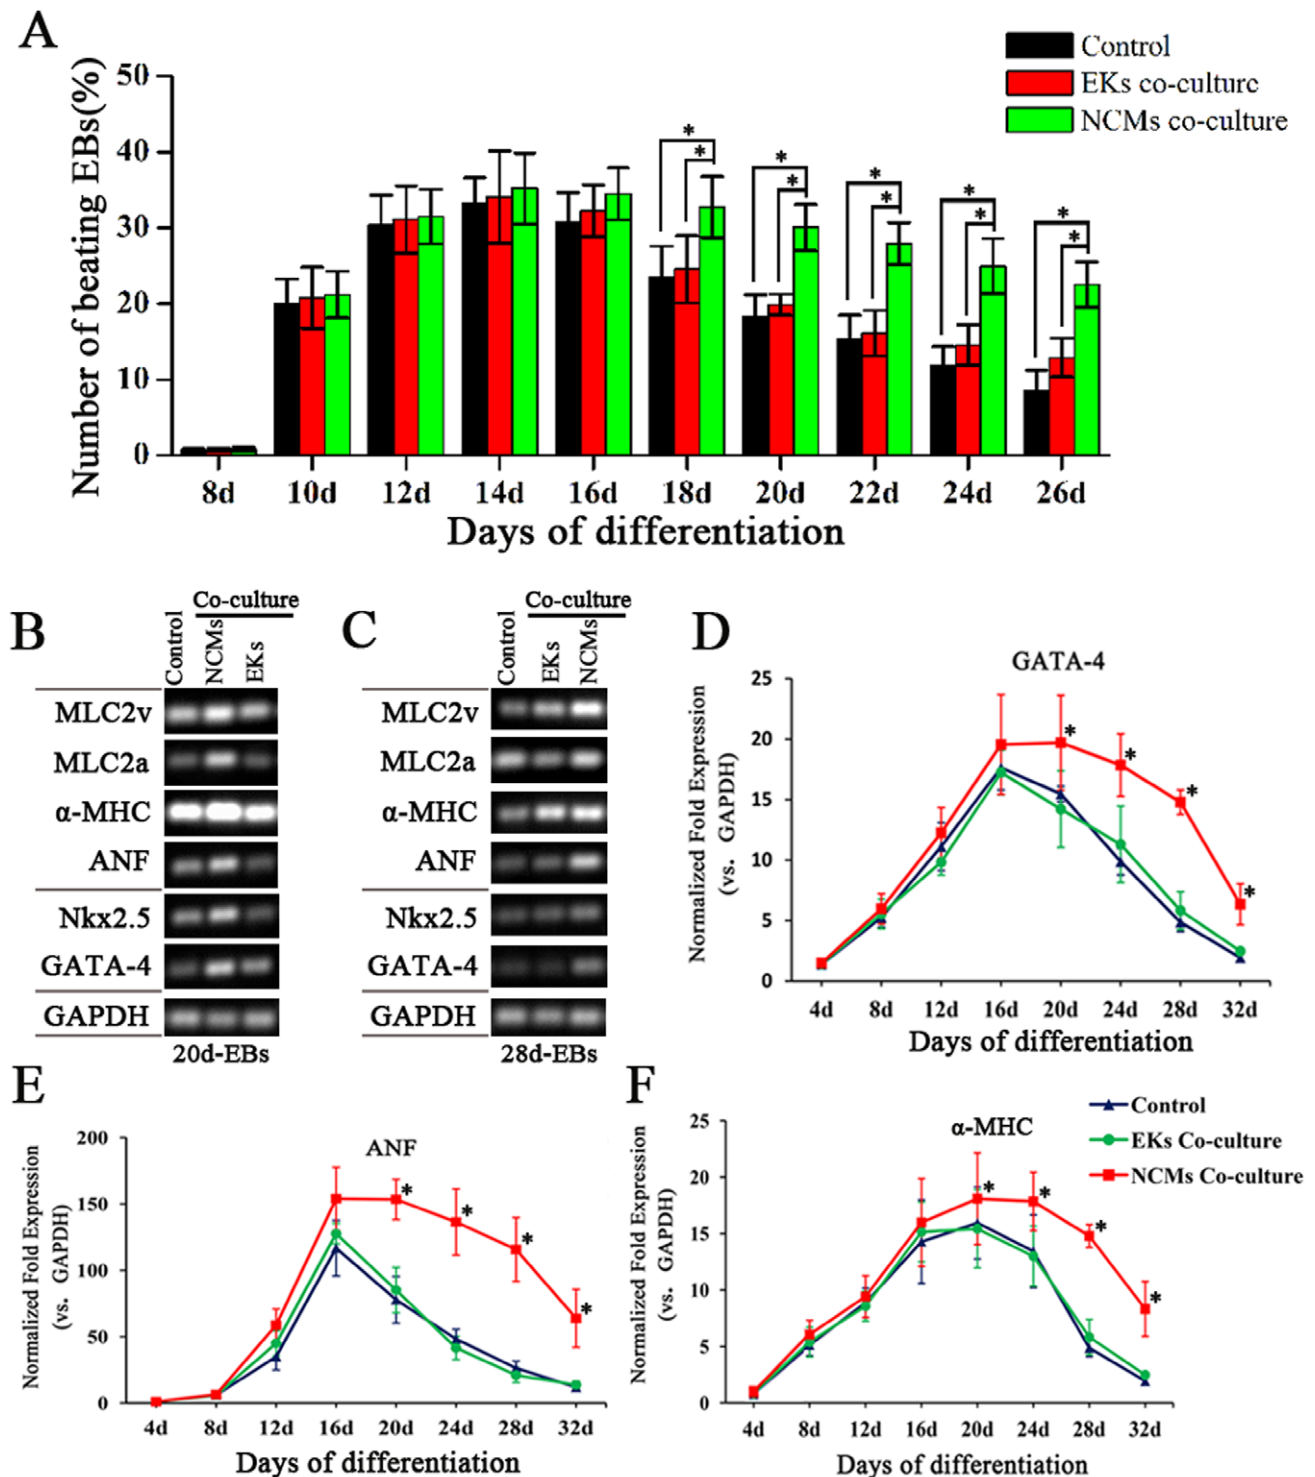 A
Control
EKs co-culture
NCMs co-culture
Number of beating EBs(%)
50
40
30
20
10
0
* * * * *
* * * * *
8d 10d 12d 14d 16d 18d 20d 22d 24d 26d
Days of differentiation
B
Co-culture
Control NCMs EKs
MLC2v
MLC2a
α-MHC
ANF
Nkx2.5
GATA-4
GAPDH
20d-EBs
C
Co-culture
Control EKs NCMs
MLC2v
MLC2a
α-MHC
ANF
Nkx2.5
GATA-4
GAPDH
28d-EBs
D
GATA-4
Normalized Fold Expression
(vs. GAPDH)
25
20
15
10
5
0
* * * *
4d 8d 12d 16d 20d 24d 28d 32d
Days of differentiation
E
ANF
Normalized Fold Expression
(vs. GAPDH)
200
150
100
50
0
* * * *
4d 8d 12d 16d 20d 24d 28d 32d
Days of differentiation
F
α-MHC
Control
EKs Co-culture
NCMs Co-culture
Normalized Fold Expression
(vs. GAPDH)
25
20
15
10
5
0
* * * *
4d 8d 12d 16d 20d 24d 28d 32d
Days of differentiation